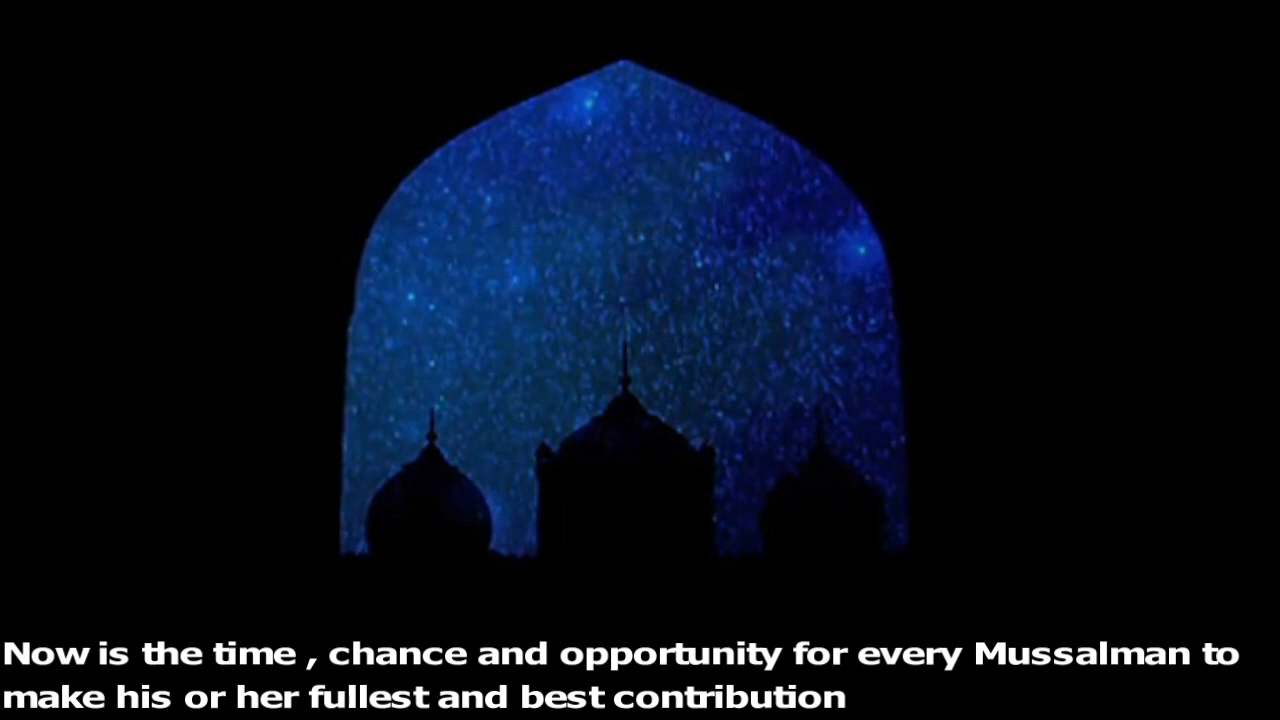 Now is the time , chance and opportunity for every Mussalman to
make his or her fullest and best contribution